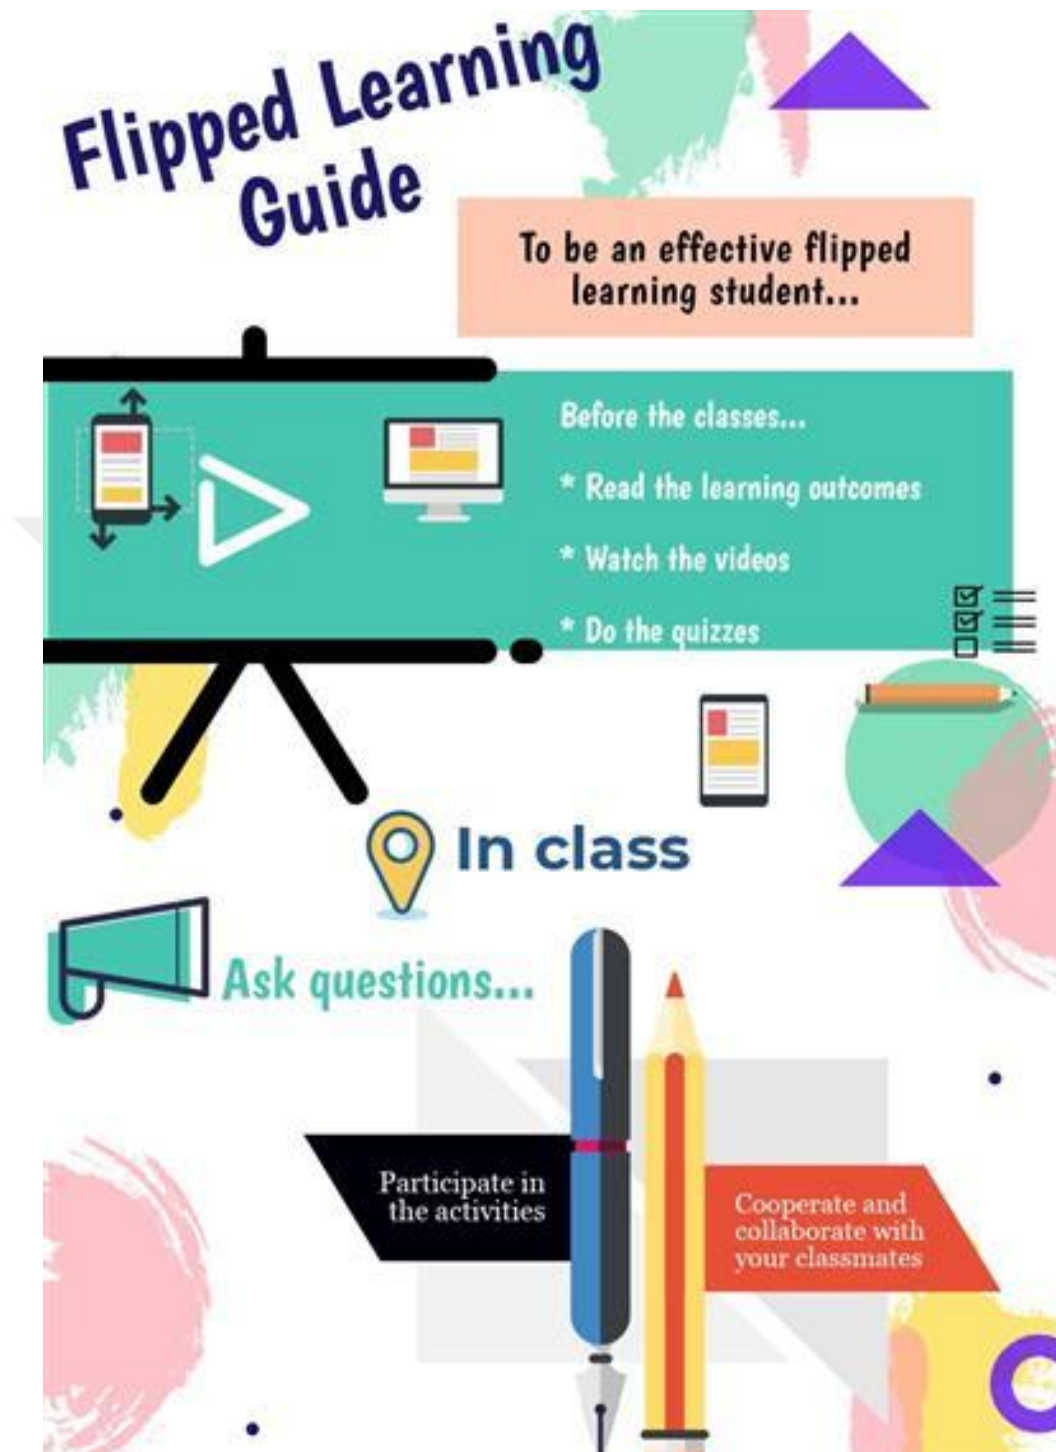 Flipped Learning
Guide
To be an effective flipped
learning student...
Before the classes...
* Read the learning outcomes
* Watch the videos
* Do the quizzes
In class
Ask questions...
Participate in
the activities
Cooperate and
collaborate with
your classmates